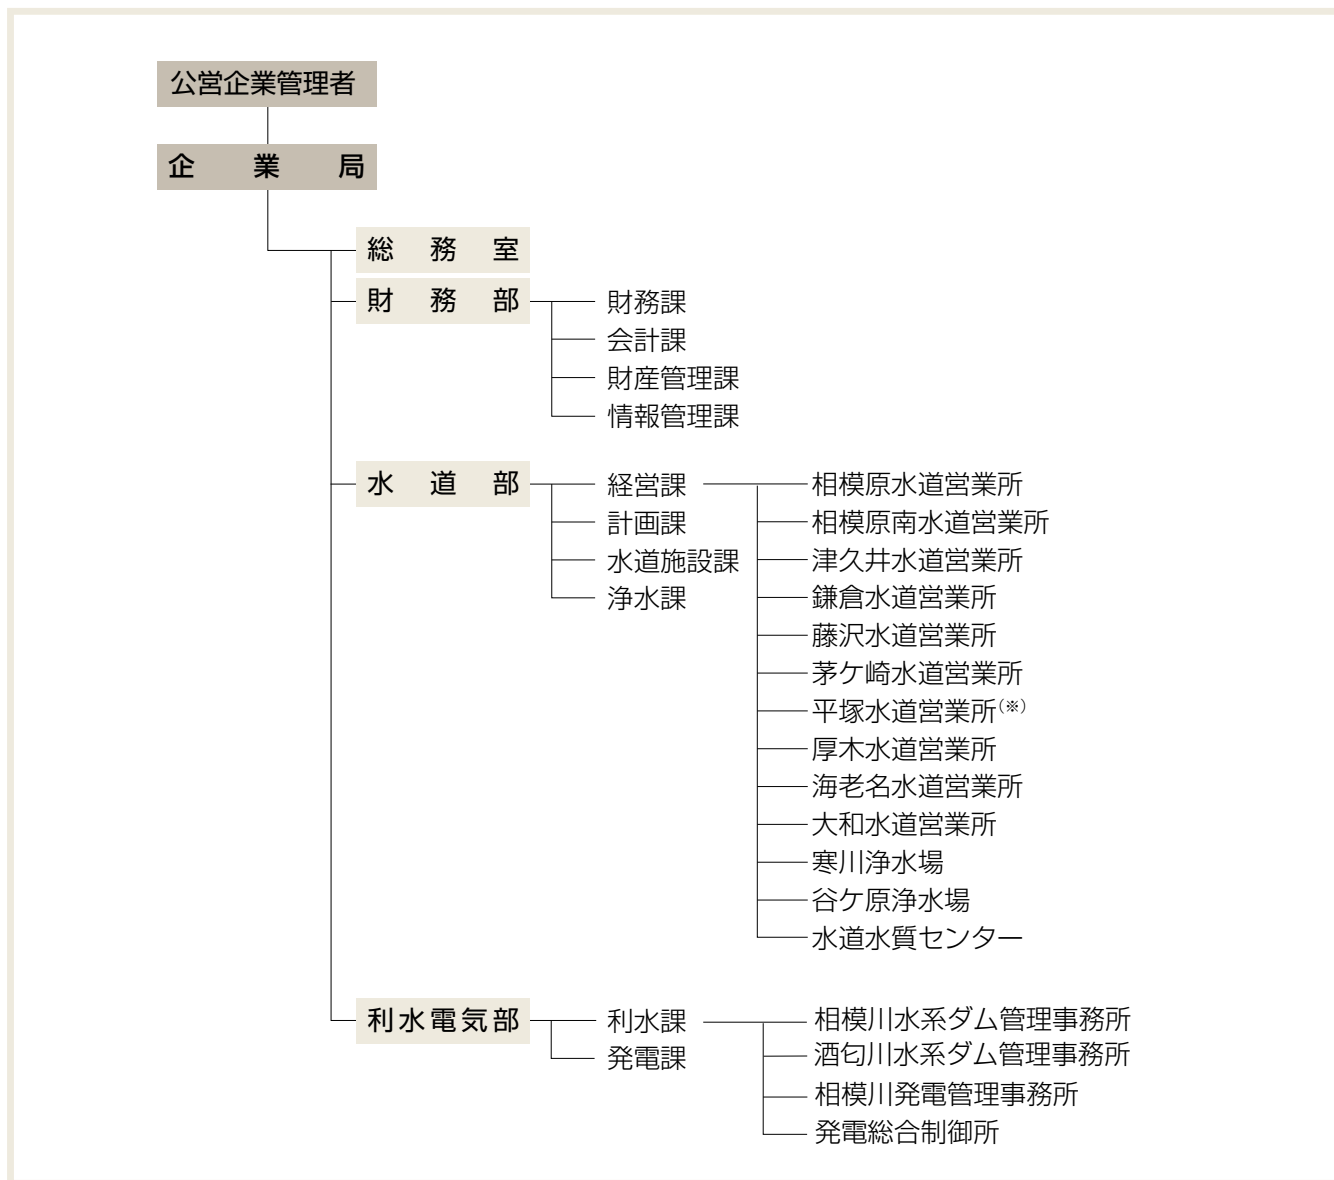 公営企業管理者
企業局
総務室
財務部
財務課
会計課
財産管理課
情報管理課
水道部
経営課
計画課
水道施設課
浄水課
相模原水道営業所
相模原南水道営業所
津久井水道営業所
鎌倉水道営業所
藤沢水道営業所
茅ケ崎水道営業所
平塚水道営業所(※)
厚木水道営業所
海老名水道営業所
大和水道営業所
寒川浄水場
谷ケ原浄水場
水道水質センター
利水電気部
利水課
発電課
相模川水系ダム管理事務所
酒匂川水系ダム管理事務所
相模川発電管理事務所
発電総合制御所